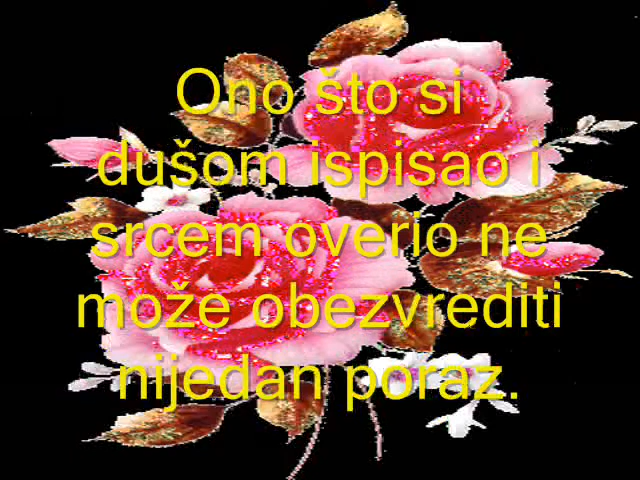 Ono što si
dušom ispisao i
srcem overio ne
može obezvrediti
nijedan poraz.